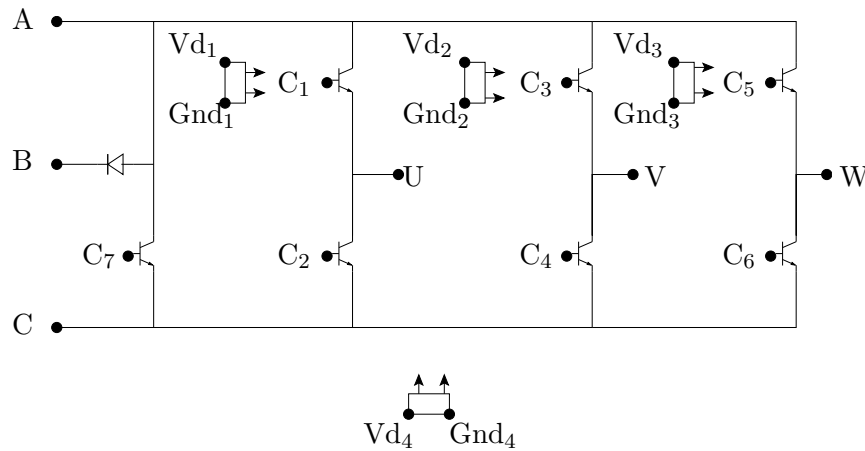 A
Vd₁
Vd₂
Vd₃
C₁
C₃
C₅
Gnd₁
Gnd₂
Gnd₃
B
U
V
W
C₇
C₂
C₄
C₆
C
Vd₄
Gnd₄